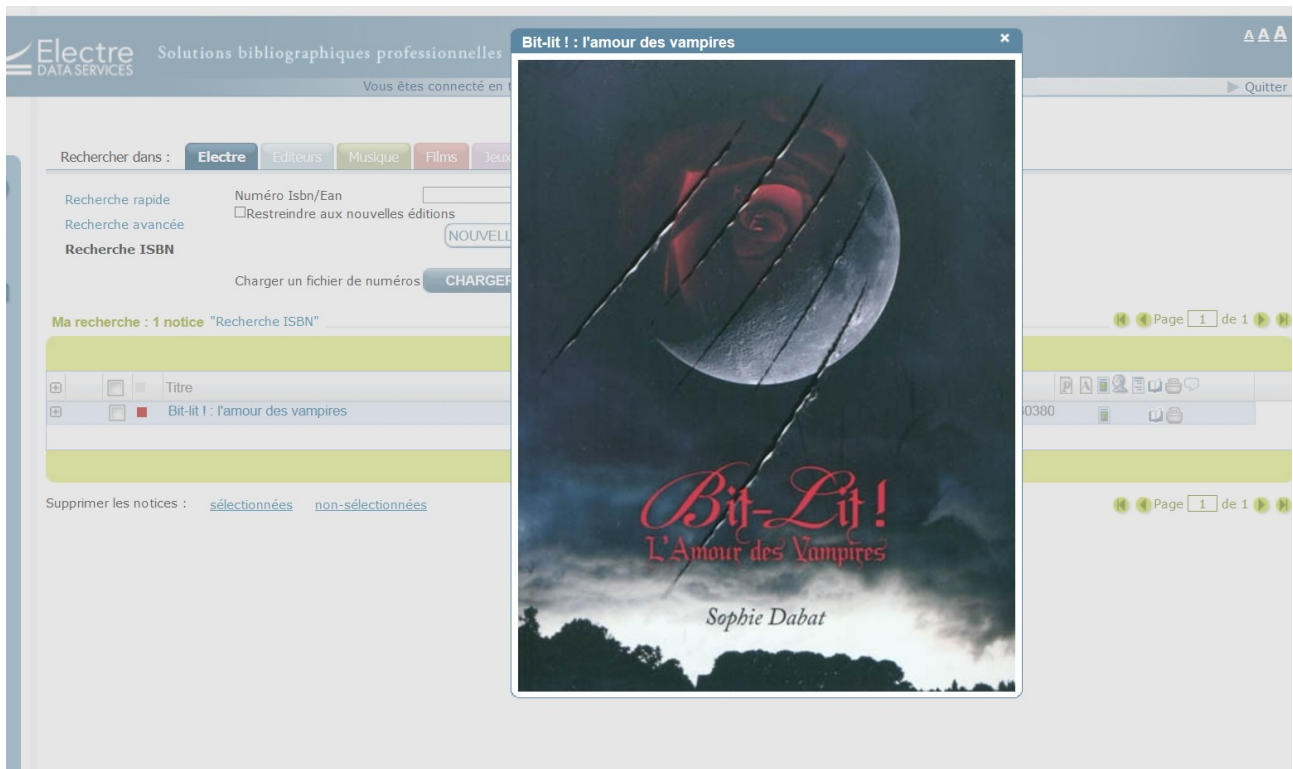 Electre
DATA SERVICES
Solutions bibliographiques professionnelles
A A A
Vous êtes connecté en
Quitter
Rechercher dans : Electre Editeurs Musique Films Jeux
Recherche rapide
Recherche avancée
Recherche ISBN
Numéro Isbn/Ean
Restreindre aux nouvelles éditions
NOUVELL
Charger un fichier de numéros CHARGER
Ma recherche : 1 notice "Recherche ISBN"
Page 1 de 1
Titre
Bit-lit ! : l'amour des vampires
0380
Supprimer les notices : sélectionnées non-sélectionnées
Page 1 de 1
Bit-lit ! : l'amour des vampires
Bit-Lit !
L'Amour des Vampires
Sophie Dabat